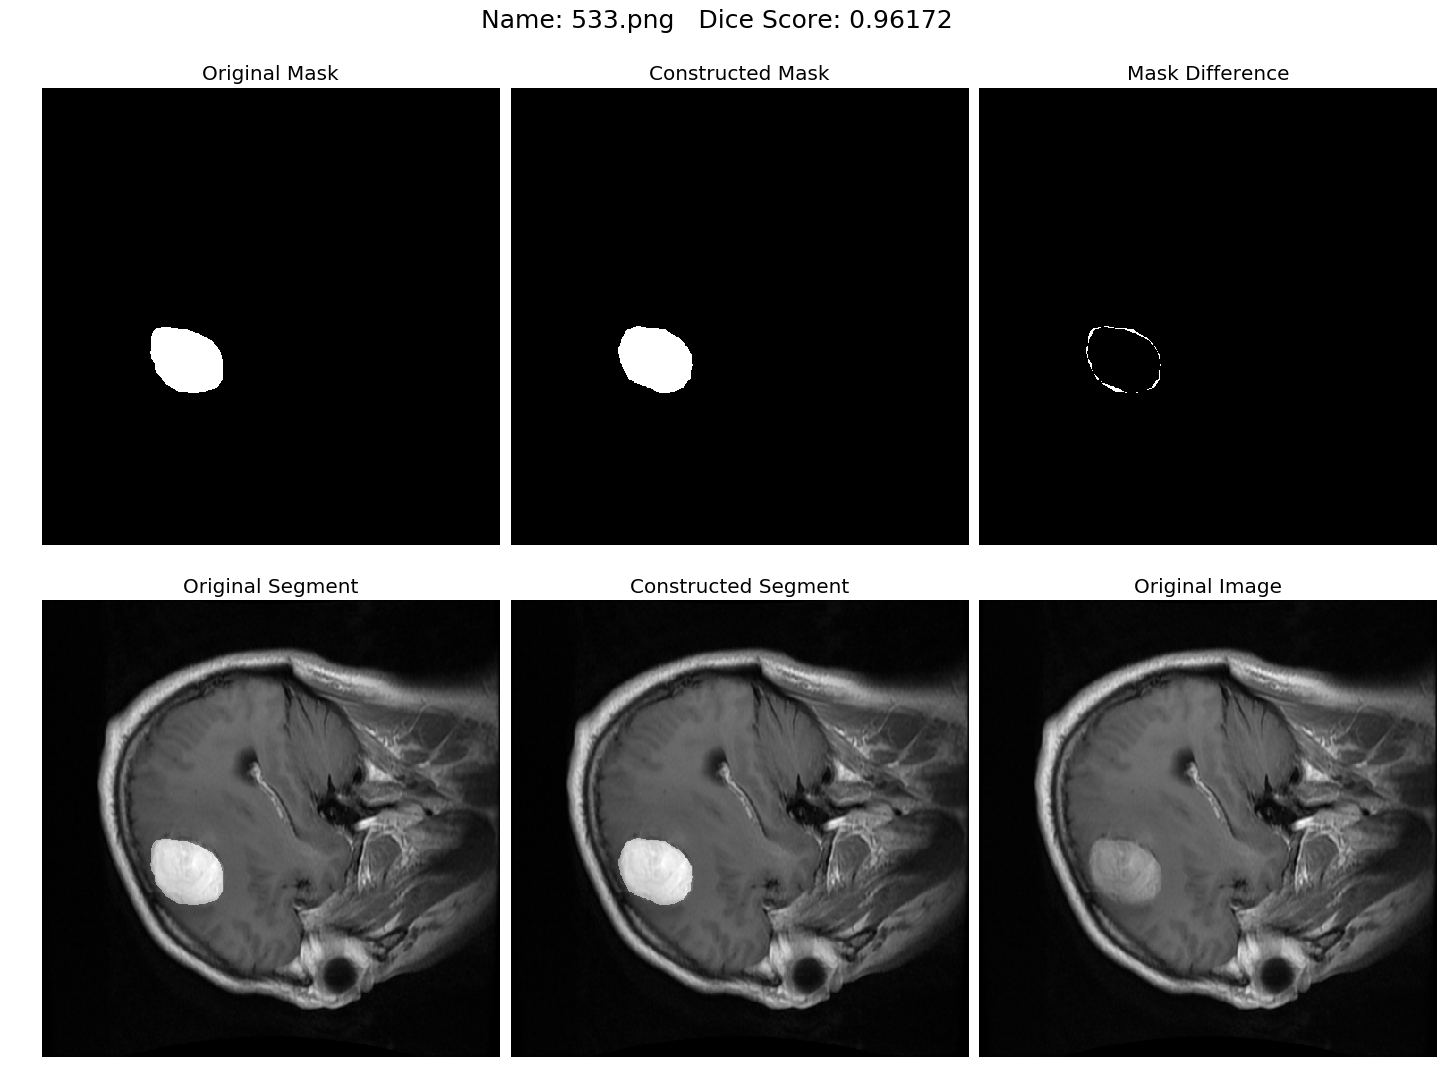 Name: 533.png   Dice Score: 0.96172
Original Mask
Constructed Mask
Mask Difference
Original Segment
Constructed Segment
Original Image